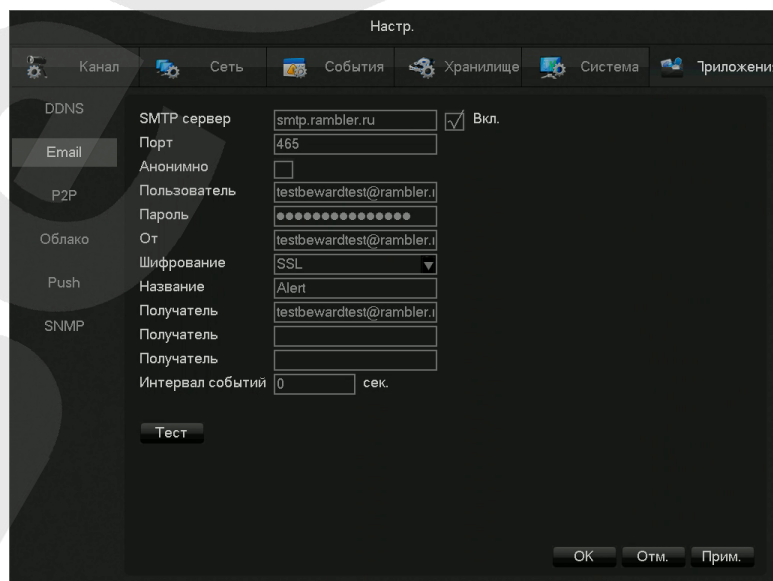 Настр.
Канал Сеть События Хранилище Система Приложени
DDNS
Email
P2P
Облако
Push
SNMP
SMTP сервер smtp.rambler.ru Вкл.
Порт 465
Анонимно
Пользователь testbewardtest@rambler.
Пароль ●●●●●●●●●●●●●●●
От testbewardtest@rambler.
Шифрование SSL
Название Alert
Получатель testbewardtest@rambler.
Получатель
Получатель
Интервал событий 0 сек.
Тест
OK Отм. Прим.